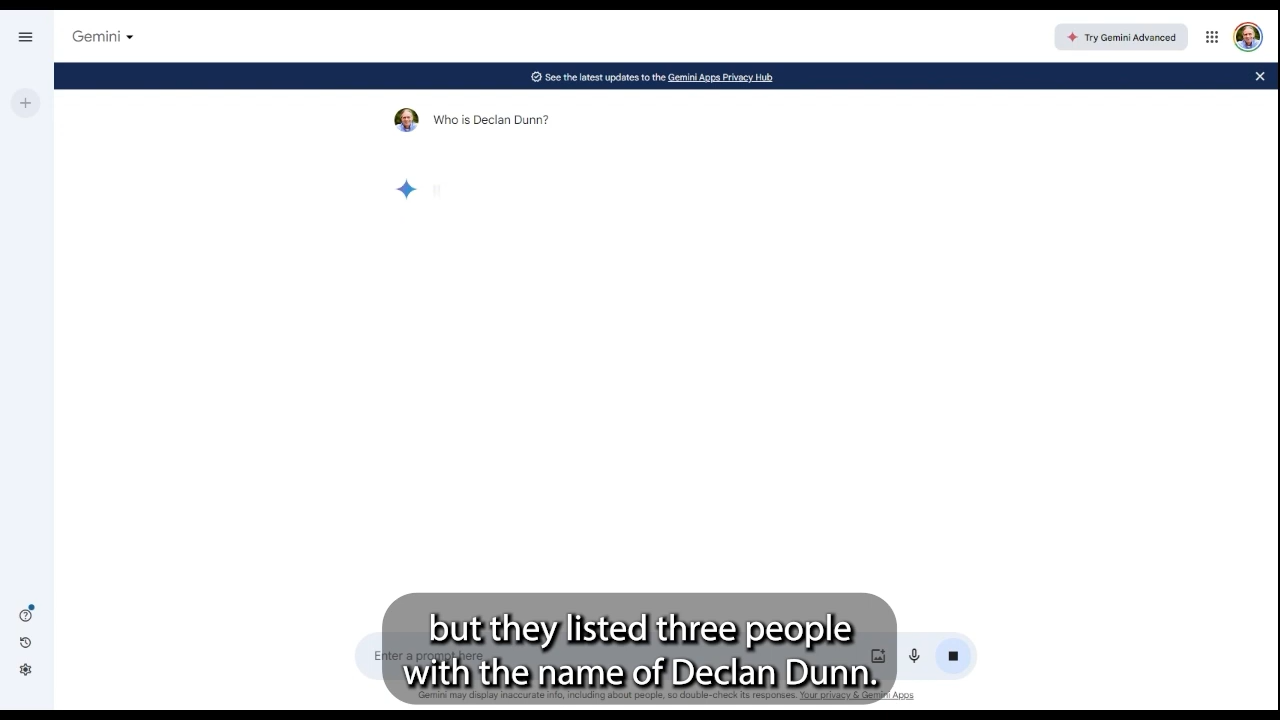 Gemini
Try Gemini Advanced
See the latest updates to the Gemini Apps Privacy Hub
Who is Declan Dunn?
but they listed three people
Enter a prompt here
with the name of Declan Dunn.
Gemini may display inaccurate info, including about people, so double-check its responses. Your privacy & Gemini Apps